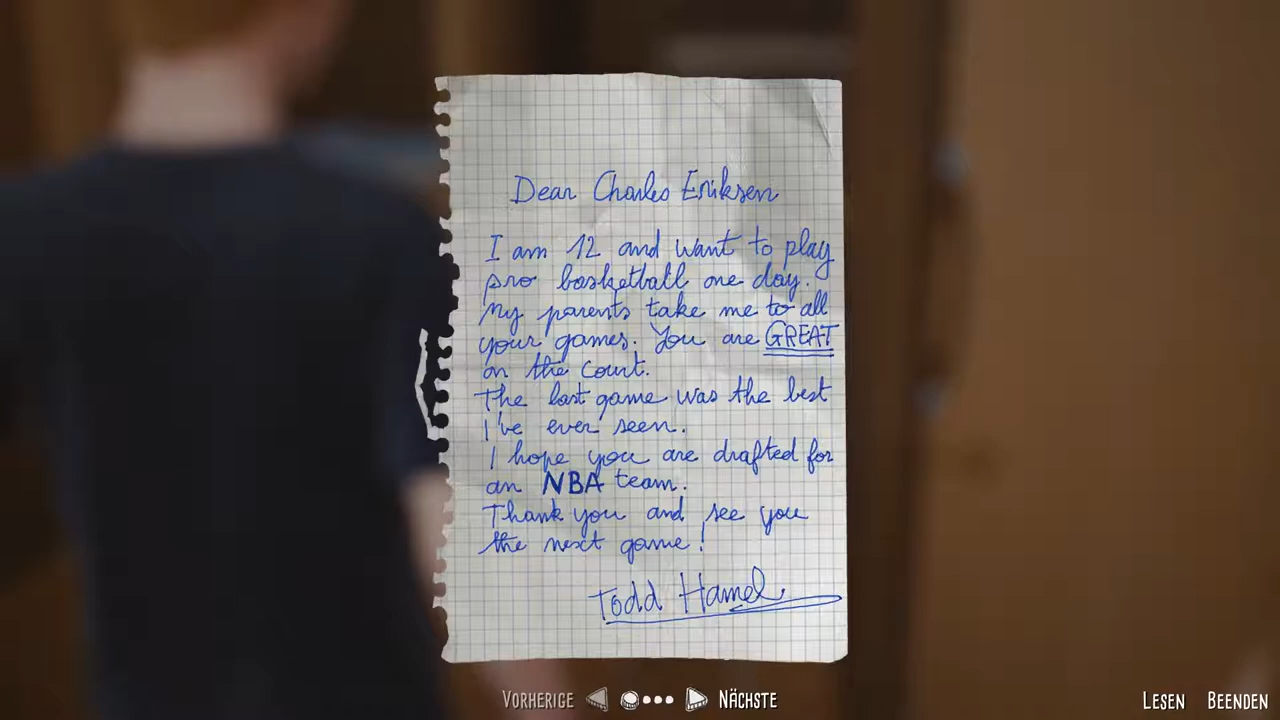 Dear Charles Eriksen
I am 12 and want to play
pro basketball one day.
My parents take me to all
your games. You are GREAT
on the court.
The last game was the best
I've ever seen.
I hope you are drafted for
an NBA team.
Thank you and see you
the next game!
Todd Hamel
VORHERIGE NÄCHSTE
LESEN BEENDEN